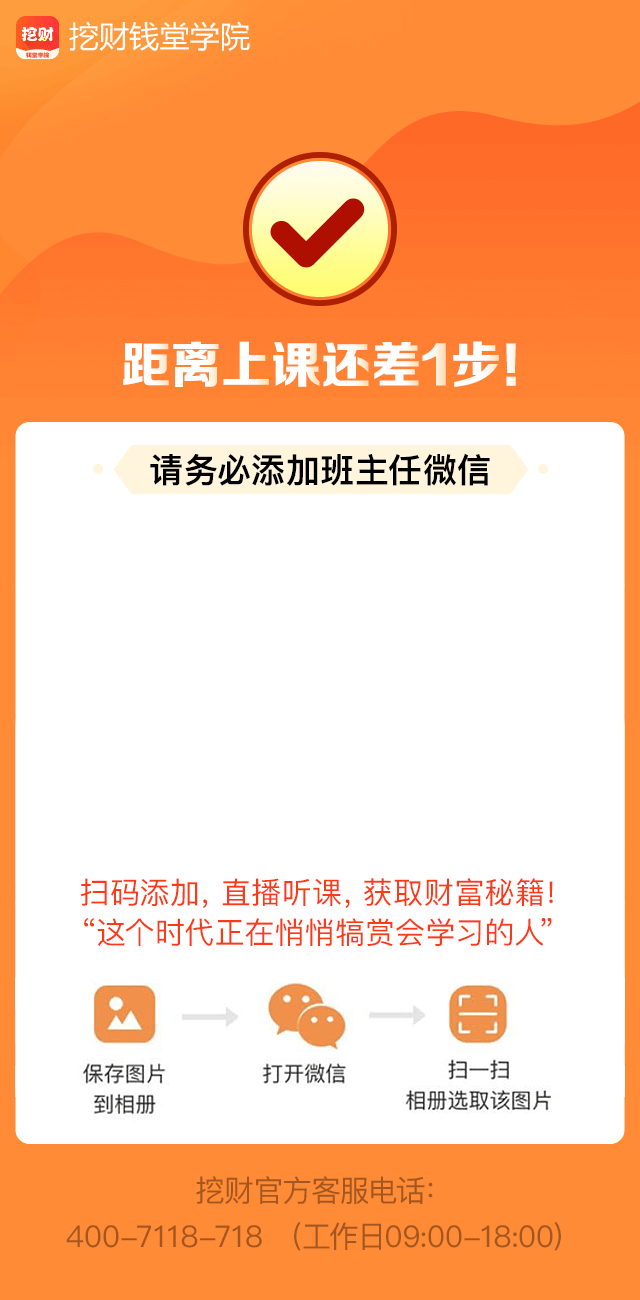 挖财
钱堂学院
挖财钱堂学院
距离上课还差1步!
请务必添加班主任微信
扫码添加, 直播听课, 获取财富秘籍!
“这个时代正在悄悄犒赏会学习的人”
保存图片
到相册
打开微信
扫一扫
相册选取该图片
挖财官方客服电话:
400-7118-718 (工作日09:00-18:00)